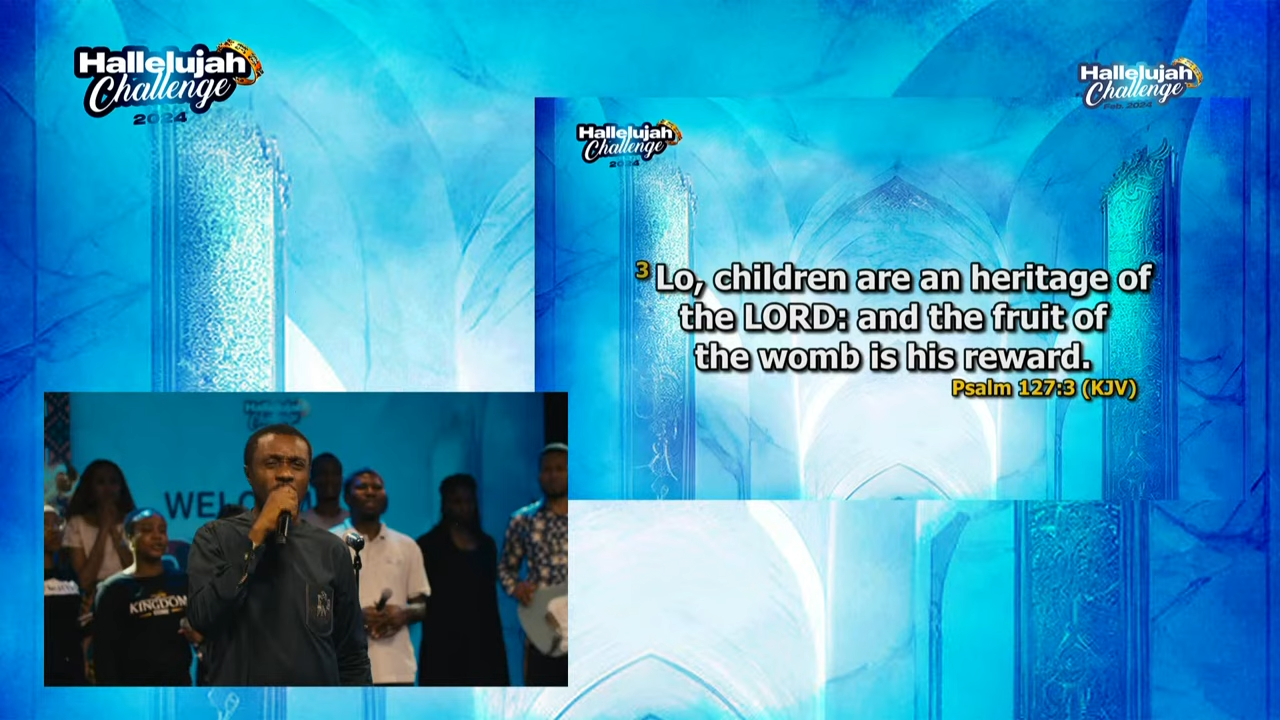 Hallelujah
Challenge
2024
Hallelujah
Challenge
Feb. 2024
Hallelujah
Challenge
2024
3 Lo, children are an heritage of
the LORD: and the fruit of
the womb is his reward.
Psalm 127:3 (KJV)
KINGDOM